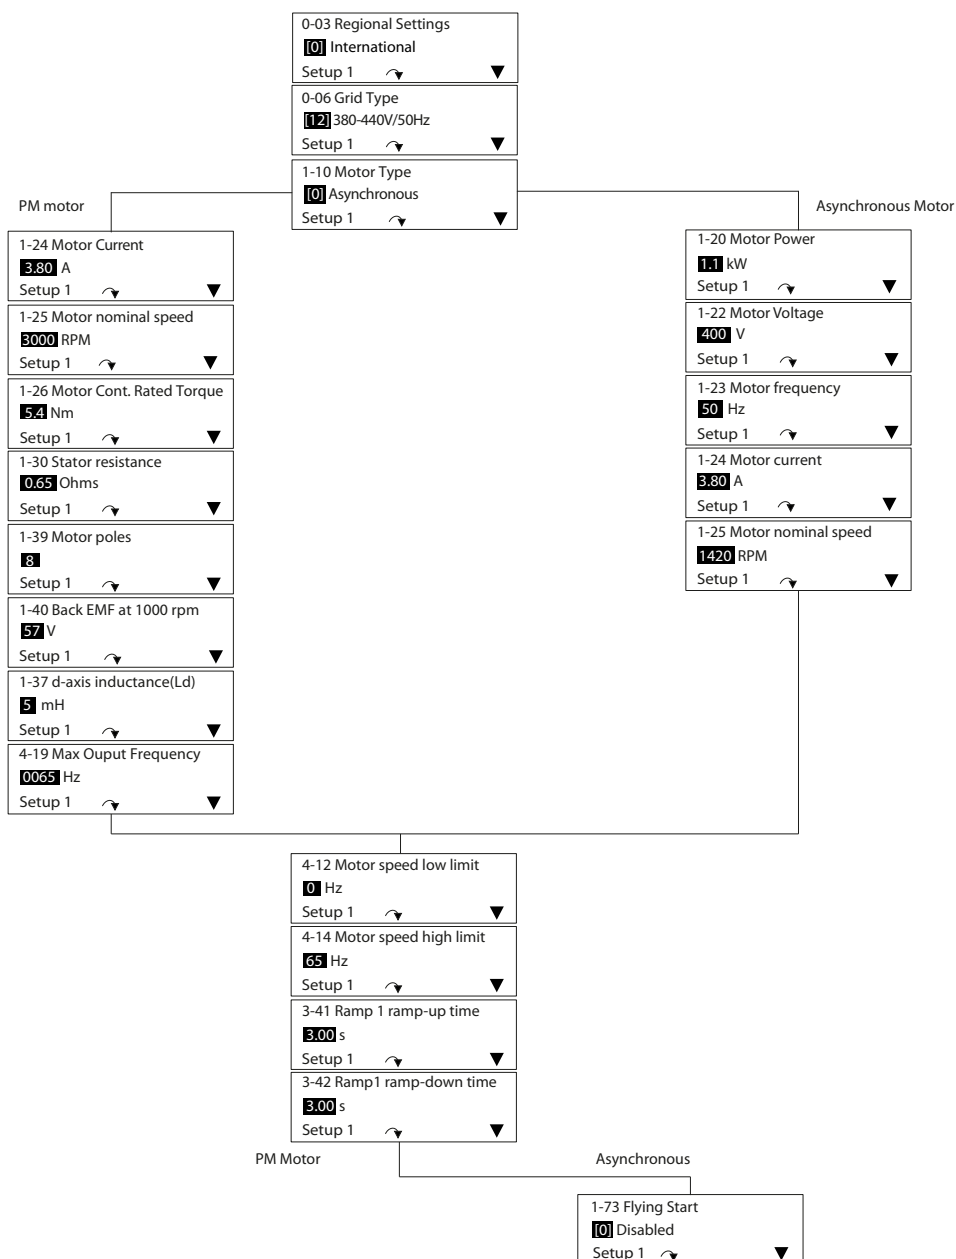 0-03 Regional Settings
[0] International
Setup 1
0-06 Grid Type
[12] 380-440V/50Hz
Setup 1
1-10 Motor Type
[0] Asynchronous
Setup 1
PM motor
Asynchronous Motor
1-24 Motor Current
3.80 A
Setup 1
1-25 Motor nominal speed
3000 RPM
Setup 1
1-26 Motor Cont. Rated Torque
5.4 Nm
Setup 1
1-30 Stator resistance
0.65 Ohms
Setup 1
1-39 Motor poles
8
Setup 1
1-40 Back EMF at 1000 rpm
57 V
Setup 1
1-37 d-axis inductance(Ld)
5 mH
Setup 1
4-19 Max Ouput Frequency
0065 Hz
Setup 1
1-20 Motor Power
1.1 kW
Setup 1
1-22 Motor Voltage
400 V
Setup 1
1-23 Motor frequency
50 Hz
Setup 1
1-24 Motor current
3.80 A
Setup 1
1-25 Motor nominal speed
1420 RPM
Setup 1
4-12 Motor speed low limit
0 Hz
Setup 1
4-14 Motor speed high limit
65 Hz
Setup 1
3-41 Ramp 1 ramp-up time
3.00 s
Setup 1
3-42 Ramp1 ramp-down time
3.00 s
Setup 1
PM Motor
Asynchronous
1-73 Flying Start
[0] Disabled
Setup 1